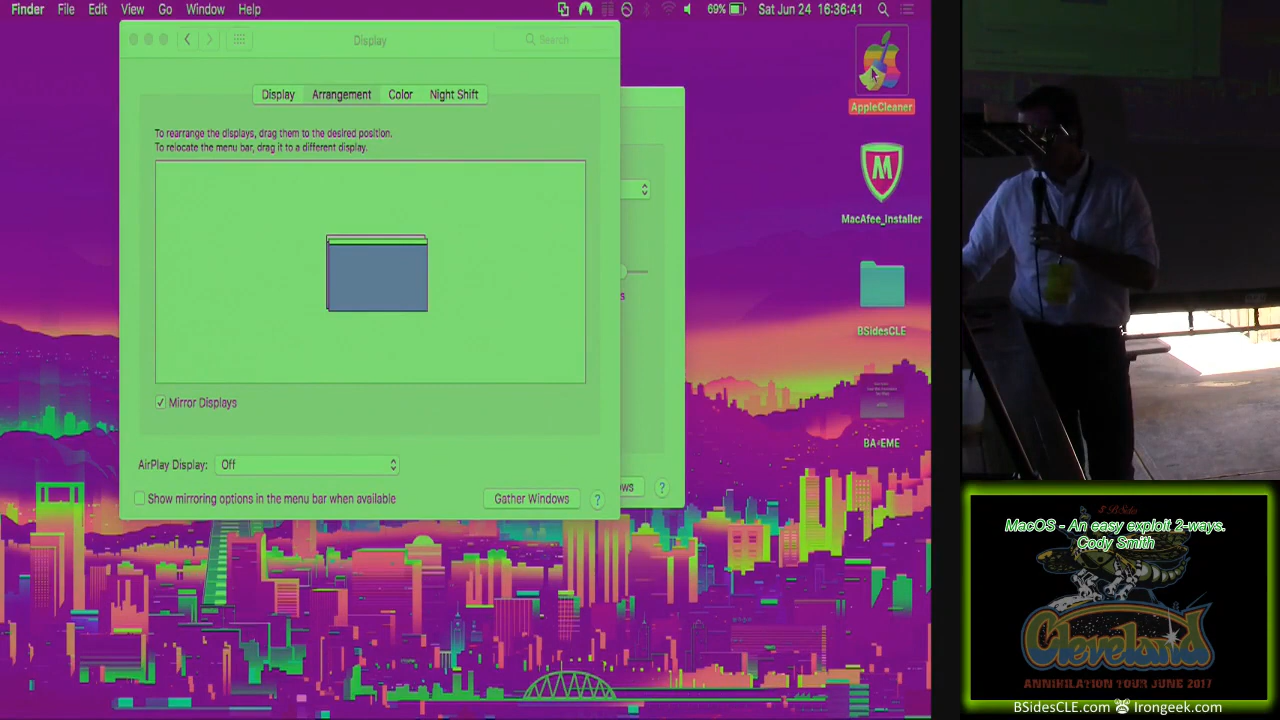 Finder File Edit View Go Window Help 69% Sat Jun 24 16:36:41
Display
Search
Display Arrangement Color Night Shift
To rearrange the displays, drag them to the desired position.
To relocate the menu bar, drag it to a different display.
Mirror Displays
AirPlay Display: Off
Show mirroring options in the menu bar when available
Gather Windows ?
s
ows ?
AppleCleaner
M
MacAfee_Installer
BSidesCLE
BA-EME
MacOS - An easy exploit 2-ways.
Cody Smith
BSides
Cleveland
ANNIHILATION TOUR JUNE 2017
BSidesCLE.com Irongeek.com